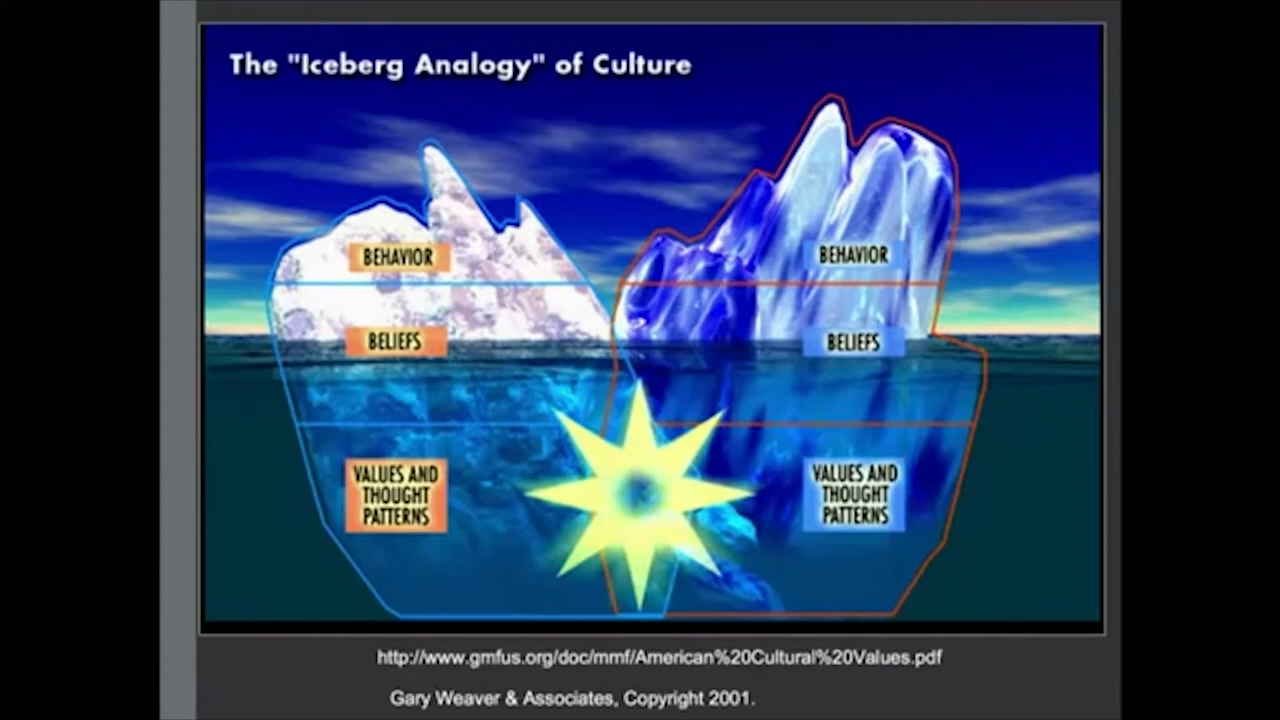 The "Iceberg Analogy" of Culture
BEHAVIOR
BEHAVIOR
BELIEFS
BELIEFS
VALUES AND
THOUGHT
PATTERNS
VALUES AND
THOUGHT
PATTERNS
http://www.gmfus.org/doc/mmf/American%20Cultural%20Values.pdf
Gary Weaver & Associates, Copyright 2001.